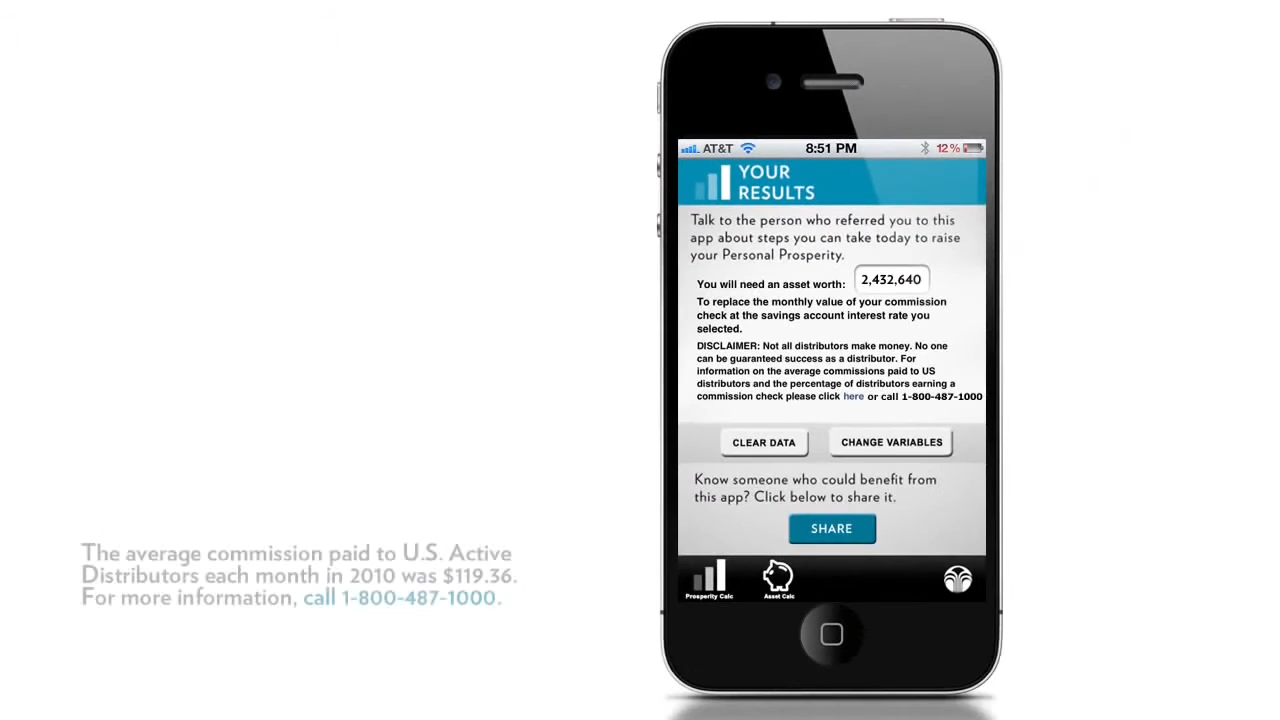 AT&T
8:51 PM
12%
YOUR
RESULTS
Talk to the person who referred you to this
app about steps you can take today to raise
your Personal Prosperity.
You will need an asset worth: 2,432,640
To replace the monthly value of your commission
check at the savings account interest rate you
selected.
DISCLAIMER: Not all distributors make money. No one
can be guaranteed success as a distributor. For
information on the average commissions paid to US
distributors and the percentage of distributors earning a
commission check please click here or call 1-800-487-1000
CLEAR DATA
CHANGE VARIABLES
Know someone who could benefit from
this app? Click below to share it.
SHARE
Prosperity Calc
Asset Calc
The average commission paid to U.S. Active
Distributors each month in 2010 was $119.36.
For more information, call 1-800-487-1000.